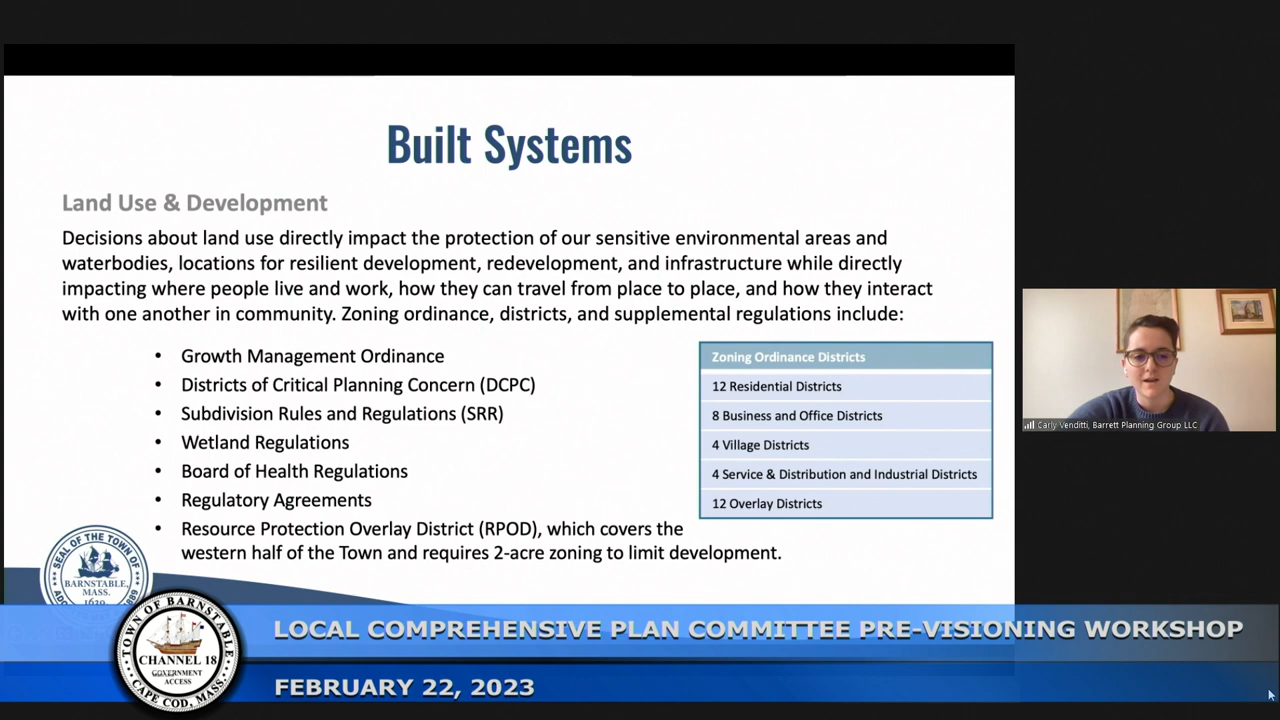 Built Systems
Land Use & Development
Decisions about land use directly impact the protection of our sensitive environmental areas and
waterbodies, locations for resilient development, redevelopment, and infrastructure while directly
impacting where people live and work, how they can travel from place to place, and how they interact
with one another in community. Zoning ordinance, districts, and supplemental regulations include:
• Growth Management Ordinance
• Districts of Critical Planning Concern (DCPC)
• Subdivision Rules and Regulations (SRR)
• Wetland Regulations
• Board of Health Regulations
• Regulatory Agreements
• Resource Protection Overlay District (RPOD), which covers the
western half of the Town and requires 2-acre zoning to limit development.
Zoning Ordinance Districts
12 Residential Districts
8 Business and Office Districts
4 Village Districts
4 Service & Distribution and Industrial Districts
12 Overlay Districts
Carly Venditti, Barrett Planning Group LLC
SEAL OF THE TOWN OF
BARNSTABLE,
MASS.
TOWN OF BARNSTABLE
CHANNEL 18
GOVERNMENT
ACCESS
CAPE COD, MASS.
LOCAL COMPREHENSIVE PLAN COMMITTEE PRE-VISIONING WORKSHOP
FEBRUARY 22, 2023